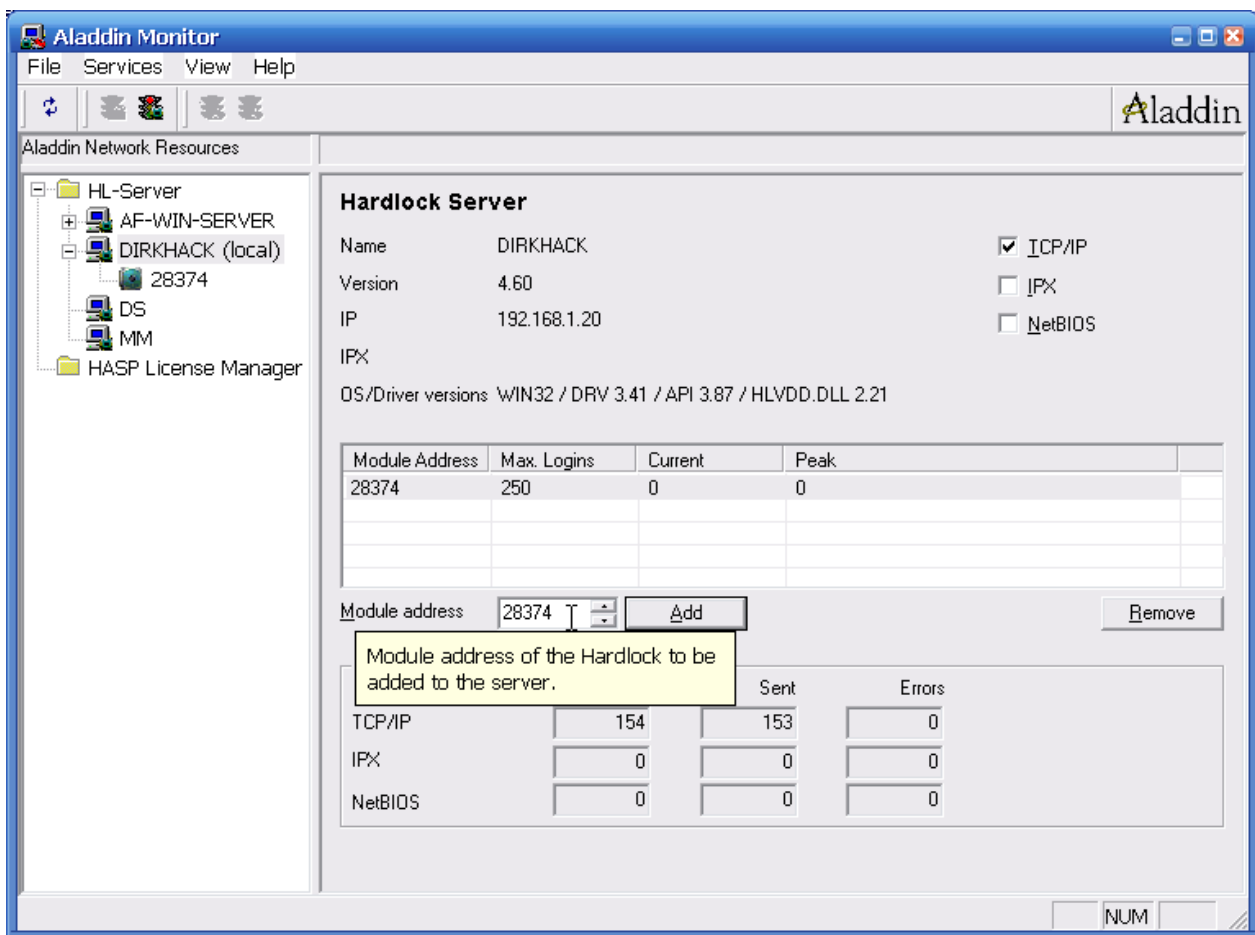 Aladdin Monitor
File Services View Help
Aladdin
Aladdin Network Resources
HL-Server
AF-WIN-SERVER
DIRKHACK (local)
28374
DS
MM
HASP License Manager
Hardlock Server
Name DIRKHACK
TCP/IP
Version 4.60
IPX
IP 192.168.1.20
NetBIOS
IPX
OS/Driver versions WIN32 / DRV 3.41 / API 3.87 / HLVDD.DLL 2.21
Module Address Max. Logins Current Peak
28374 250 0 0
Module address 28374 Add Remove
Module address of the Hardlock to be
added to the server.
Sent Errors
TCP/IP 154 153 0
IPX 0 0 0
NetBIOS 0 0 0
NUM